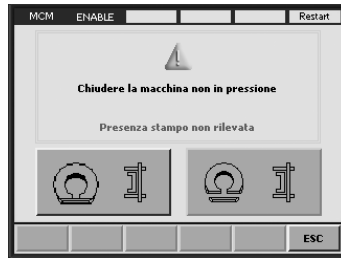 MCM ENABLE Restart
Chiudere la macchina non in pressione
Presenza stampo non rilevata
ESC